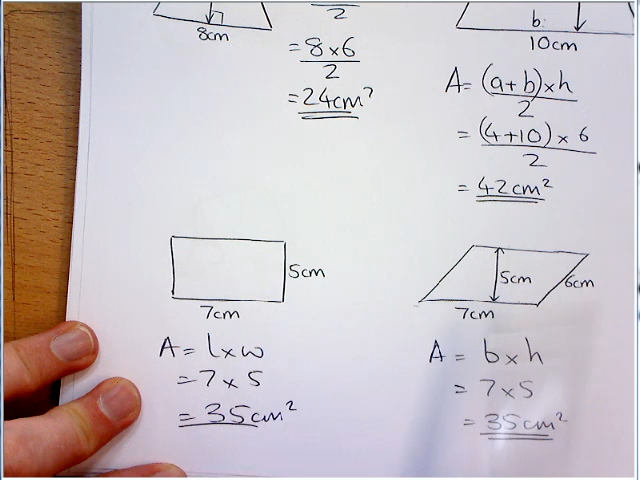 2
8cm
= 8 x 6
2
= 24cm²
b
10cm
A = (a+b) x h
2
= (4+10) x 6
2
= 42cm²
5cm
7cm
A = l x w
= 7 x 5
= 35cm²
5cm
6cm
7cm
A = b x h
= 7 x 5
= 35cm²